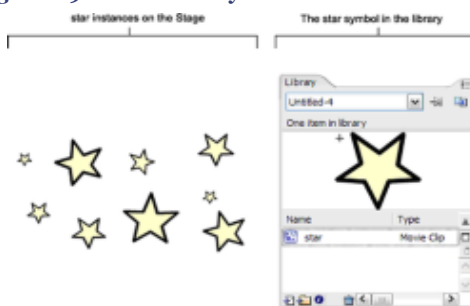 star instances on the Stage
The star symbol in the library
Library
Untitled-4
One item in library
Name Type
star Movie Clip